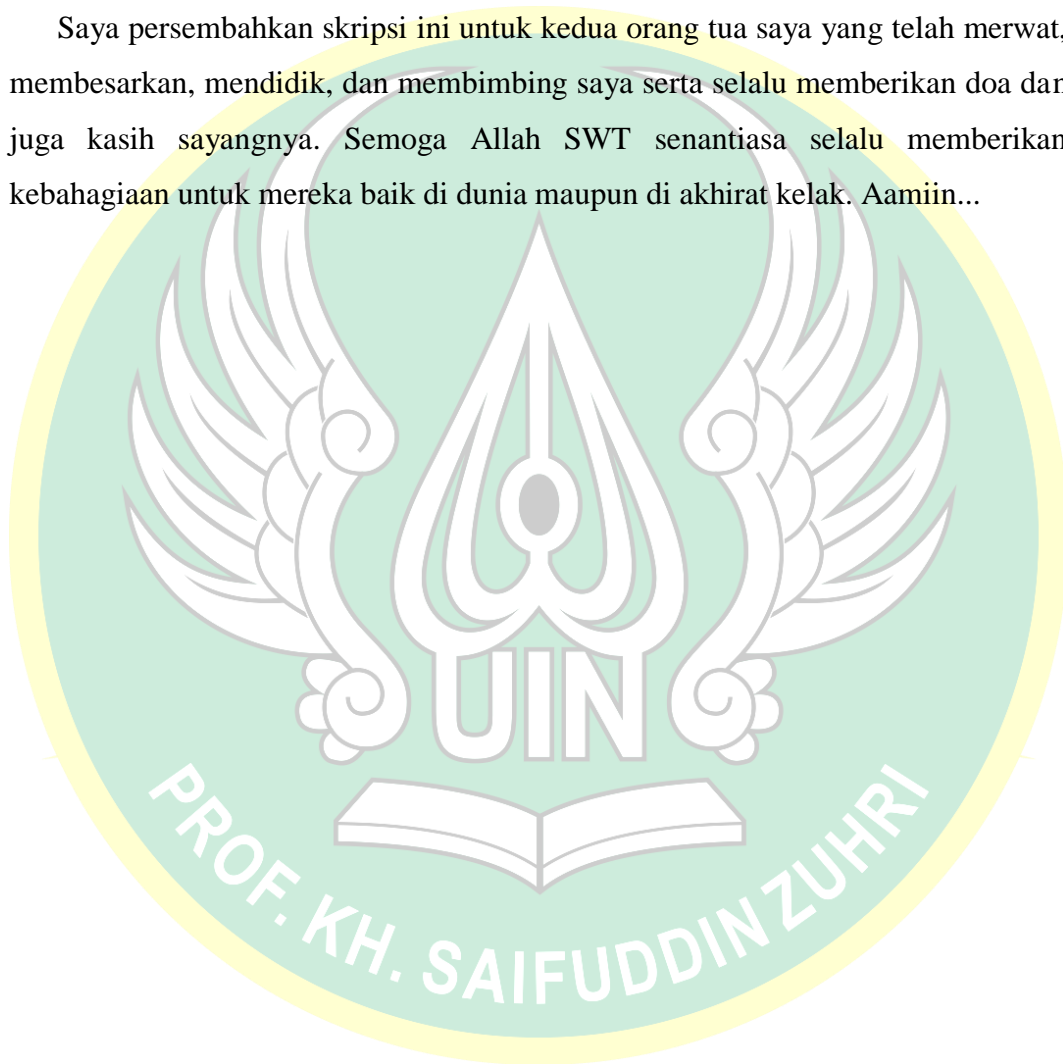 Saya persembahkan skripsi ini untuk kedua orang tua saya yang telah merwat,
membesarkan, mendidik, dan membimbing saya serta selalu memberikan doa dan
juga kasih sayangnya. Semoga Allah SWT senantiasa selalu memberikan
kebahagiaan untuk mereka baik di dunia maupun di akhirat kelak. Aamiin...
UIN
PROF. KH. SAIFUDDIN ZUHRI